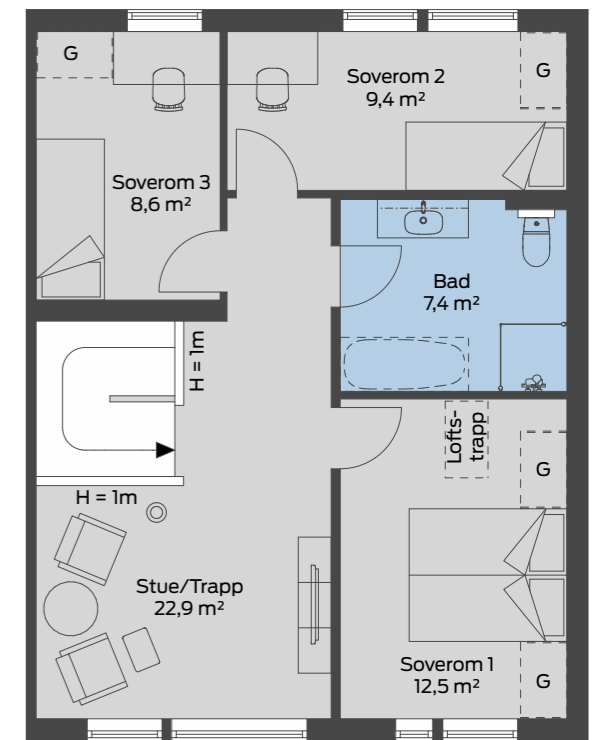 G
Soverom 2
9,4 m²
G
Soverom 3
8,6 m²
Bad
7,4 m²
H = 1m
Lofts-
trapp
G
H = 1m
Stue/Trapp
22,9 m²
Soverom 1
12,5 m²
G